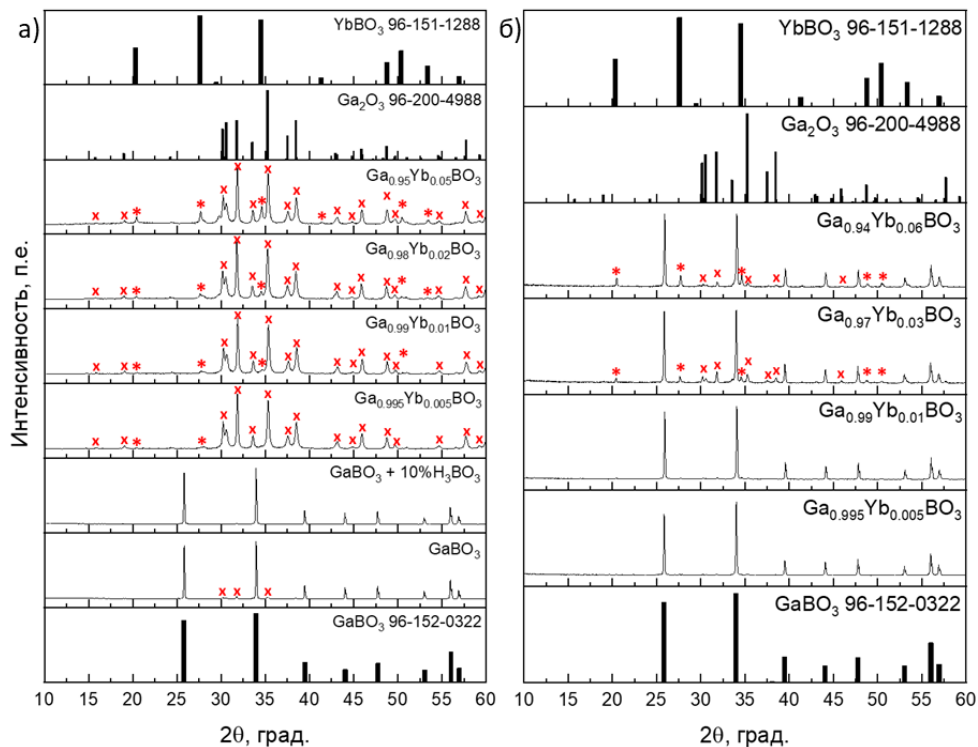 а)
YbBO₃ 96-151-1288
Ga₂O₃ 96-200-4988
Ga₀.₉₅Yb₀.₀₅BO₃
x x * * x x * x x x * x x x x * x * x x x
Ga₀.₉₈Yb₀.₀₂BO₃
x x * * x x x * x x x x x x x x * * x x x
Ga₀.₉₉Yb₀.₀₁BO₃
x x * * x x x * x x x x x x x x * x x x
Ga₀.₉₉₅Yb₀.₀₀₅BO₃
x x * * x x x x x x x x x x x x x x
GaBO₃ + 10%H₃BO₃
GaBO₃
x x x
GaBO₃ 96-152-0322
10 15 20 25 30 35 40 45 50 55 60
2θ, град.
Интенсивность, п.е.
б)
YbBO₃ 96-151-1288
Ga₂O₃ 96-200-4988
Ga₀.₉₄Yb₀.₀₆BO₃
* * x x * x x x * *
Ga₀.₉₇Yb₀.₀₃BO₃
* * x x * x x x x * *
Ga₀.₉₉Yb₀.₀₁BO₃
Ga₀.₉₉₅Yb₀.₀₀₅BO₃
GaBO₃ 96-152-0322
10 15 20 25 30 35 40 45 50 55 60
2θ, град.